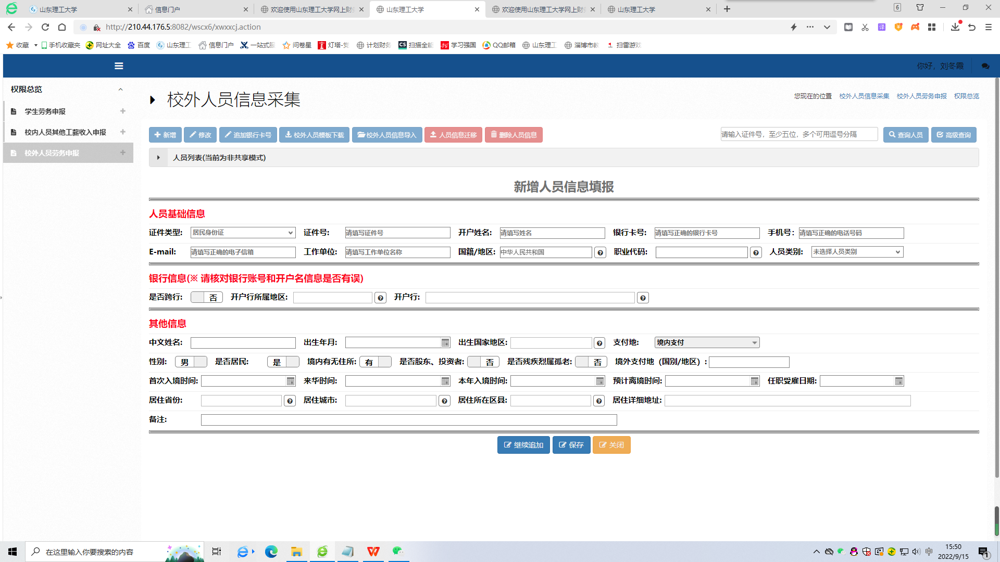 山东理工大学
信息门户
欢迎使用山东理工大学网上财务
山东理工大学
欢迎使用山东理工大学网上财务
山东理工大学
6
http://210.44.176.5:8082/wscx6/xwxxcj.action
译
收藏
手机收藏夹
网址大全
百度
山东理工
信息门户
一站式服
问卷星
灯塔-党
计划财务
CS
扫描全能
学习强国
QQ邮箱
山东理工
淄博市教
扫雷游戏
你好，刘冬霞
权限总览
学生劳务申报
校内人员其他工薪收入申报
校外人员劳务申报
校外人员信息采集
您现在的位置 校外人员信息采集 校外人员劳务申报 权限总览
新增
修改
追加银行卡号
校外人员模板下载
校外人员信息导入
人员信息迁移
删除人员信息
请输入证件号，至少五位，多个可用逗号分隔
查询人员
高级查询
人员列表(当前为非共享模式)
新增人员信息填报
人员基础信息
证件类型: 居民身份证 证件号: 请填写证件号 开户姓名: 请填写姓名 银行卡号: 请填写正确的银行卡号 手机号: 请填写正确的电话号码
E-mail: 请填写正确的电子信箱 工作单位: 请填写工作单位名称 国籍/地区: 中华人民共和国 职业代码: 人员类别: 未选择人员类别
银行信息(※ 请核对银行账号和开户名信息是否有误)
是否跨行: 否 开户行所属地区: 开户行:
其他信息
中文姓名: 出生年月: 出生国家地区: 支付地: 境内支付
性别: 男 是否居民: 是 境内有无住所: 有 是否股东、投资者: 否 是否残疾烈属孤老: 否 境外支付地（国别/地区）:
首次入境时间: 来华时间: 本年入境时间: 预计离境时间: 任职受雇日期:
居住省份: 居住城市: 居住所在区县: 居住详细地址:
备注:
继续追加
保存
关闭
在这里输入你要搜索的内容
中
15:50
2022/9/15
1